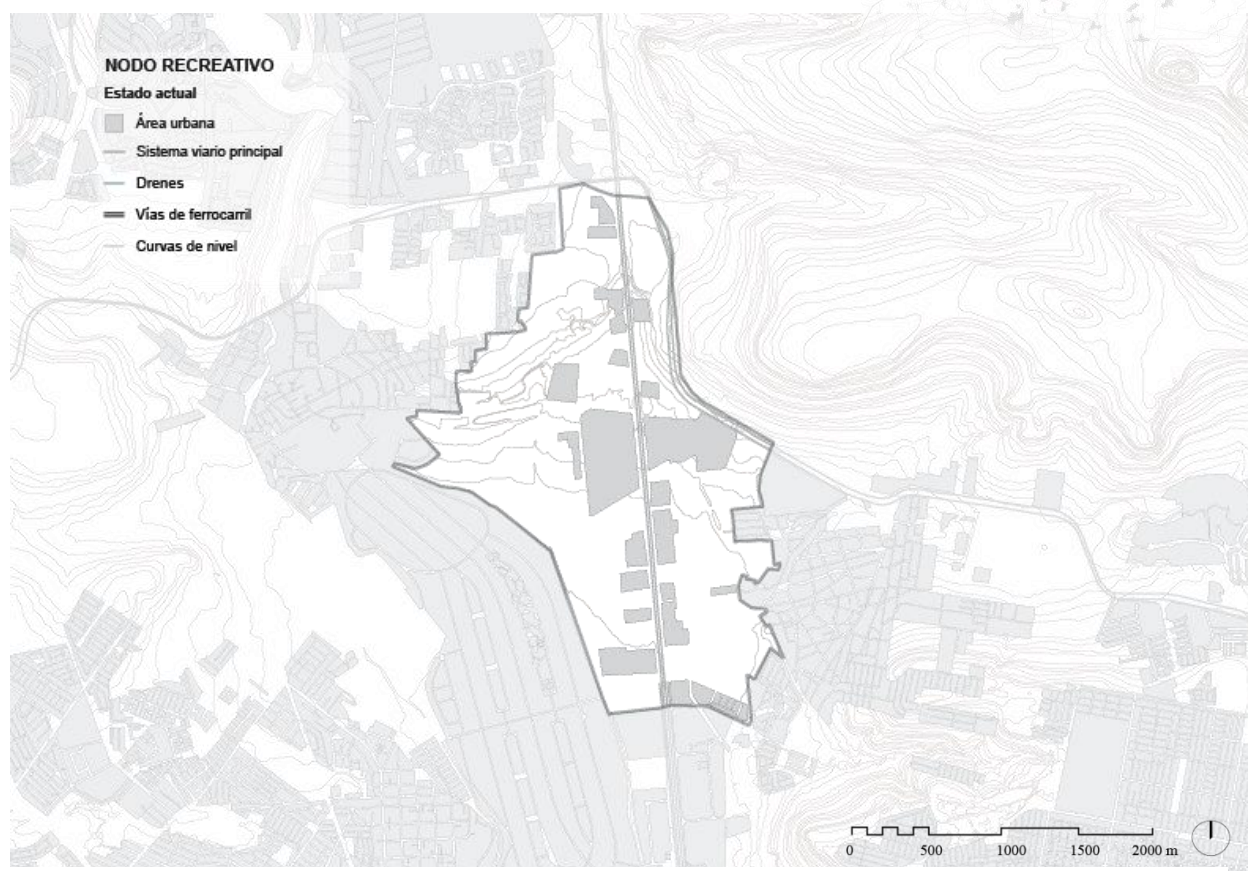 NODO RECREATIVO
Estado actual
Área urbana
Sistema viario principal
Drenes
Vías de ferrocarril
Curvas de nivel
0 500 1000 1500 2000 m